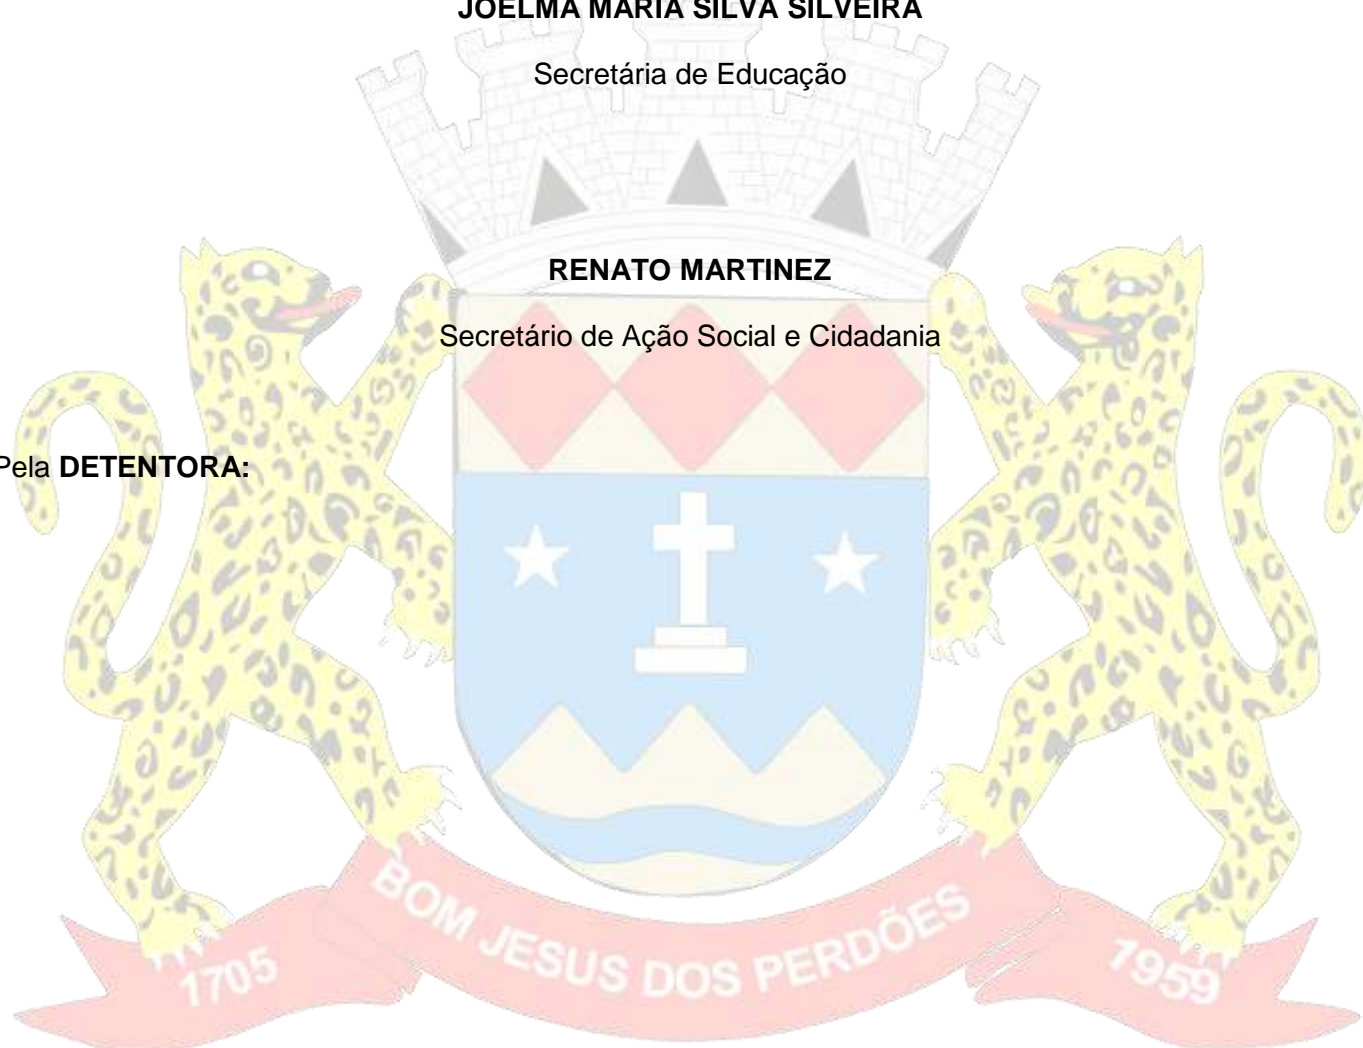 JOELMA MARIA SILVA SILVEIRA
Secretária de Educação
RENATO MARTINEZ
Secretário de Ação Social e Cidadania
Pela DETENTORA:
BOM JESUS DOS PERDÕES
1705
1959